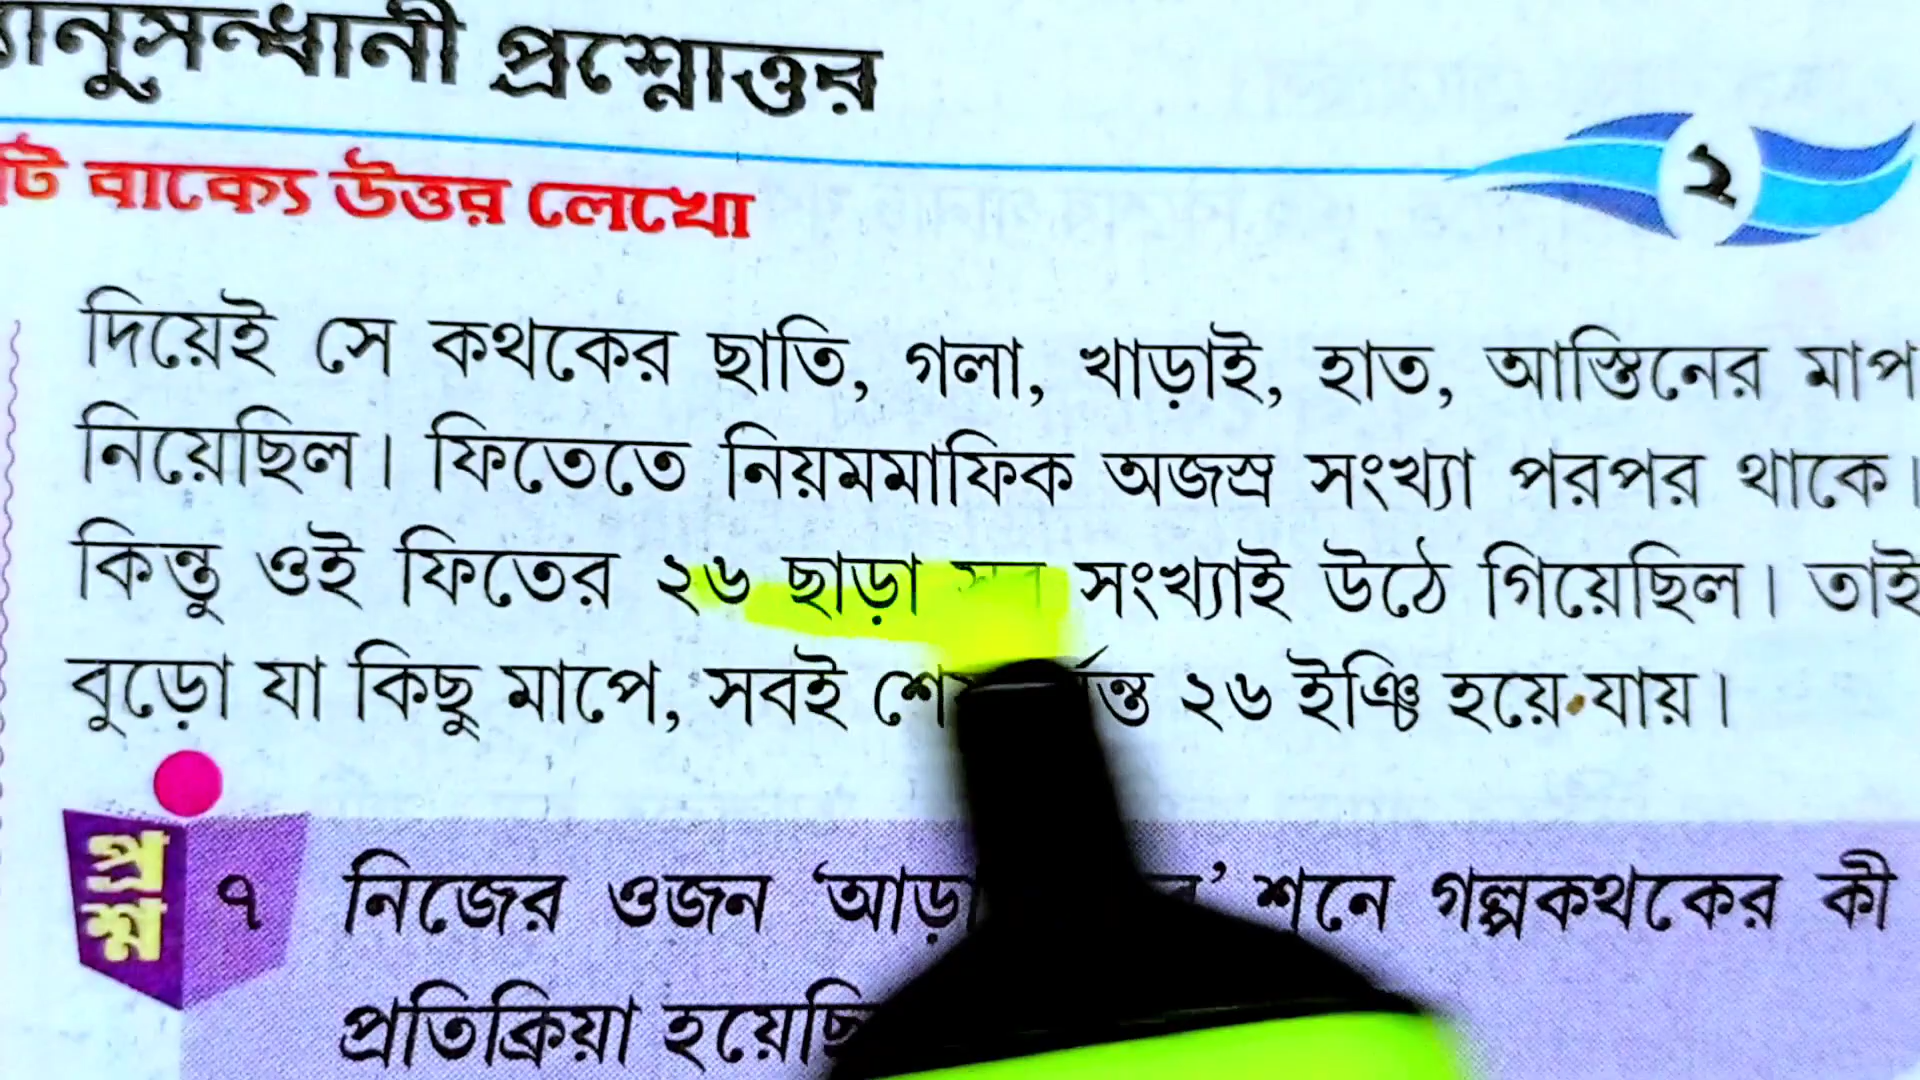 প্রশ্নোত্তর
২
বাক্যে উত্তর লেখো
দিয়েই সে কথকের ছাতি, গলা, খাড়াই, হাত, আস্তিনের মাপ
নিয়েছিল। ফিতেতে নিয়মমাফিক অজস্র সংখ্যা পরপর থাকে।
কিন্তু ওই ফিতের ২৬ ছাড়া সংখ্যাই উঠে গিয়েছিল। তাই
বুড়ো যা কিছু মাপে, সবই ২৬ ইঞ্চি হয়ে যায়।
প্রশ্ন ৭ নিজের ওজন শুনে গল্পকথকের কী
প্রতিক্রিয়া